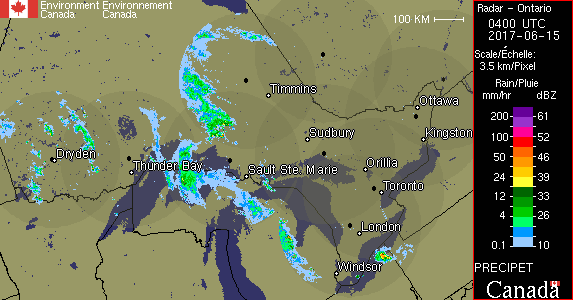 Environment Environnement
Canada Canada
100 KM
Timmins
Ottawa
Sudbury
Kingston
Dryden
Thunder Bay
Sault Ste. Marie
Orillia
Toronto
London
Windsor
Radar - Ontario
0400 UTC
2017-06-15
Scale/Échelle:
3.5 km/Pixel
Rain/Pluie
mm/hr dBZ
200 61
100 52
50 46
24 39
12 33
4 26
0.1 10
PRECIPET
Canada